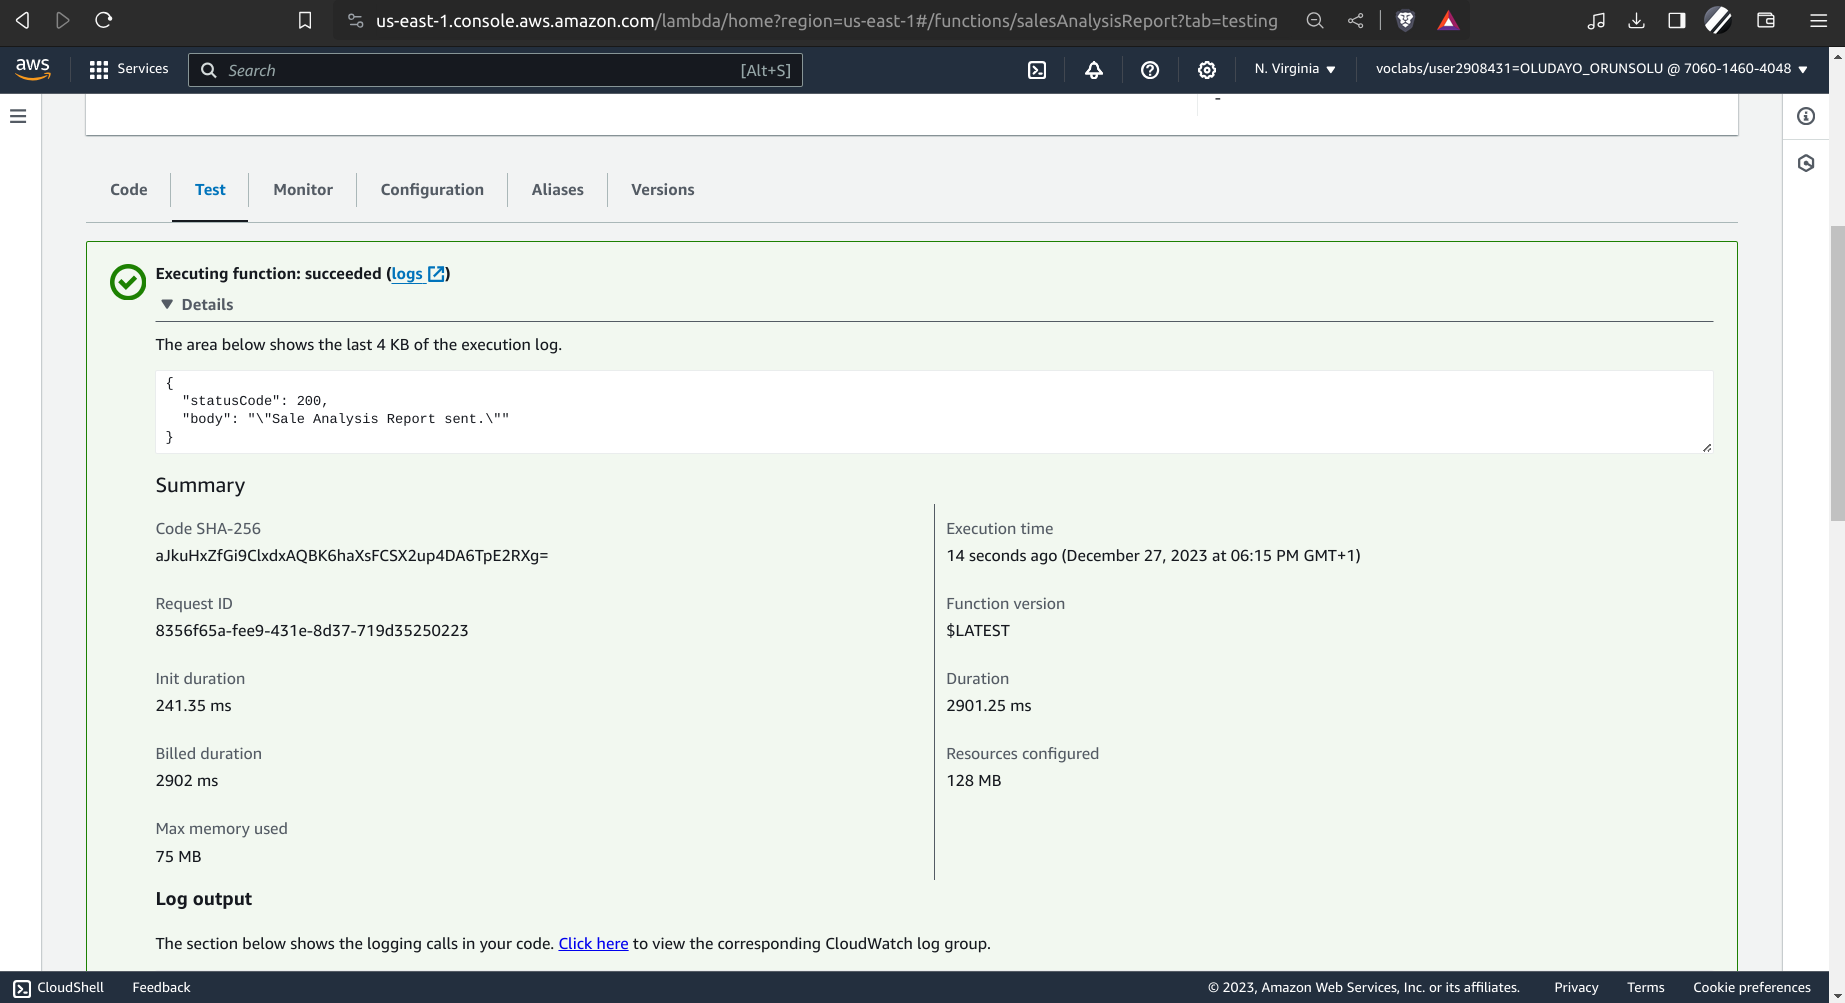 us-east-1.console.aws.amazon.com/lambda/home?region=us-east-1#/functions/salesAnalysisReport?tab=testing
aws Services Search [Alt+S] N. Virginia voclabs/user2908431=OLUDAYO_ORUNSOLU @ 7060-1460-4048
-
Code Test Monitor Configuration Aliases Versions
Executing function: succeeded (logs)
Details
The area below shows the last 4 KB of the execution log.
{
"statusCode": 200,
"body": "\"Sale Analysis Report sent.\""
}
Summary
Code SHA-256
aJkuHxZfGi9ClxdxAQBK6haXsFCSX2up4DA6TpE2RXg=
Execution time
14 seconds ago (December 27, 2023 at 06:15 PM GMT+1)
Request ID
8356f65a-fee9-431e-8d37-719d35250223
Function version
$LATEST
Init duration
241.35 ms
Duration
2901.25 ms
Billed duration
2902 ms
Resources configured
128 MB
Max memory used
75 MB
Log output
The section below shows the logging calls in your code. Click here to view the corresponding CloudWatch log group.
CloudShell Feedback © 2023, Amazon Web Services, Inc. or its affiliates. Privacy Terms Cookie preferences